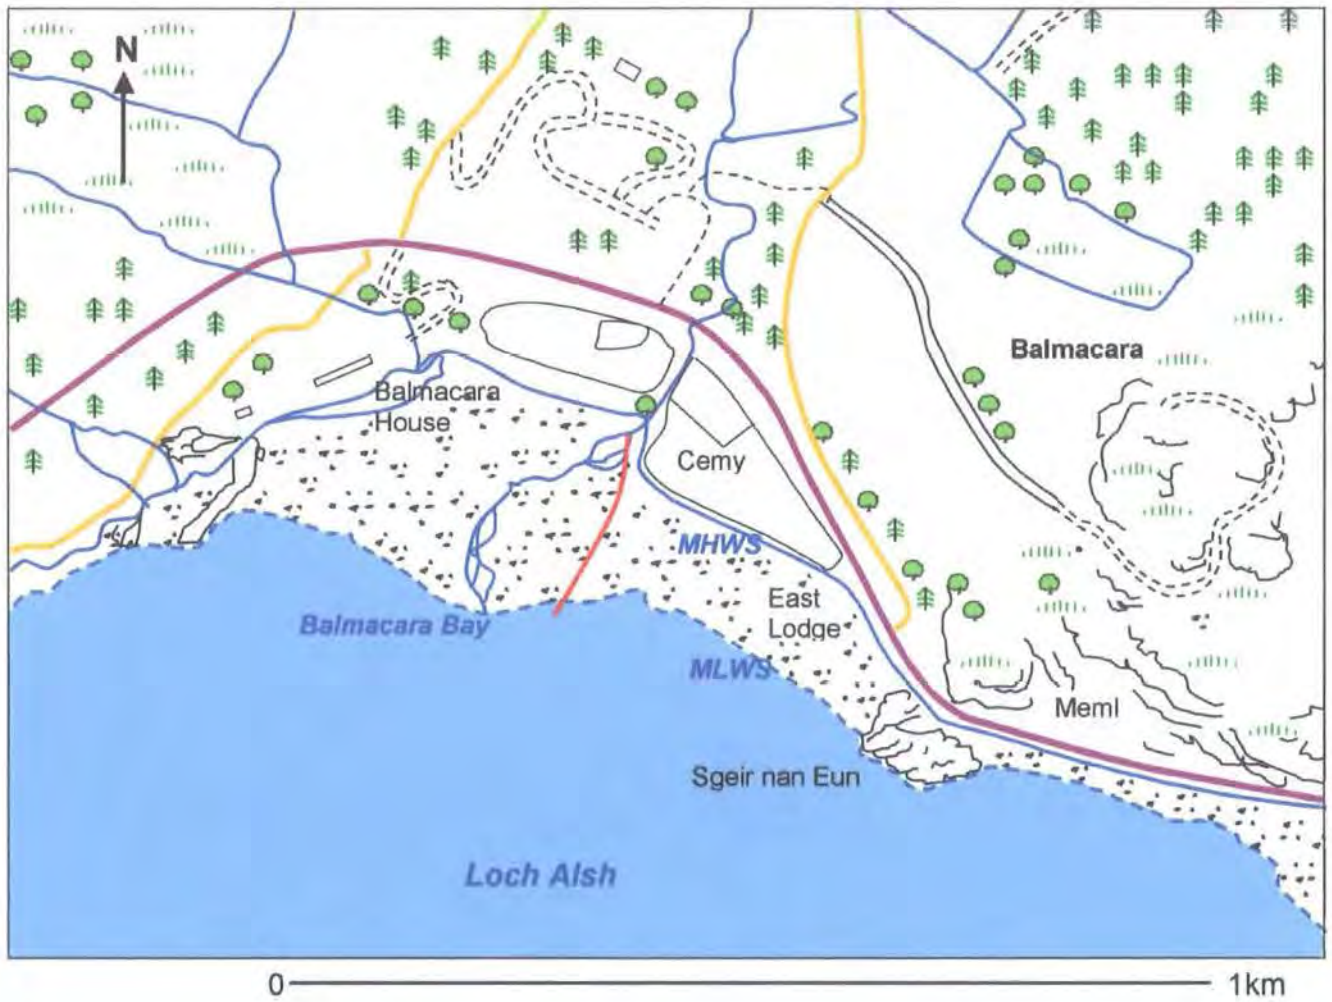 N
Balmacara
Balmacara
House
Cemy
MHWS
East
Lodge
Balmacara Bay
MLWS
Meml
Sgeir nan Eun
Loch Alsh
0
1km